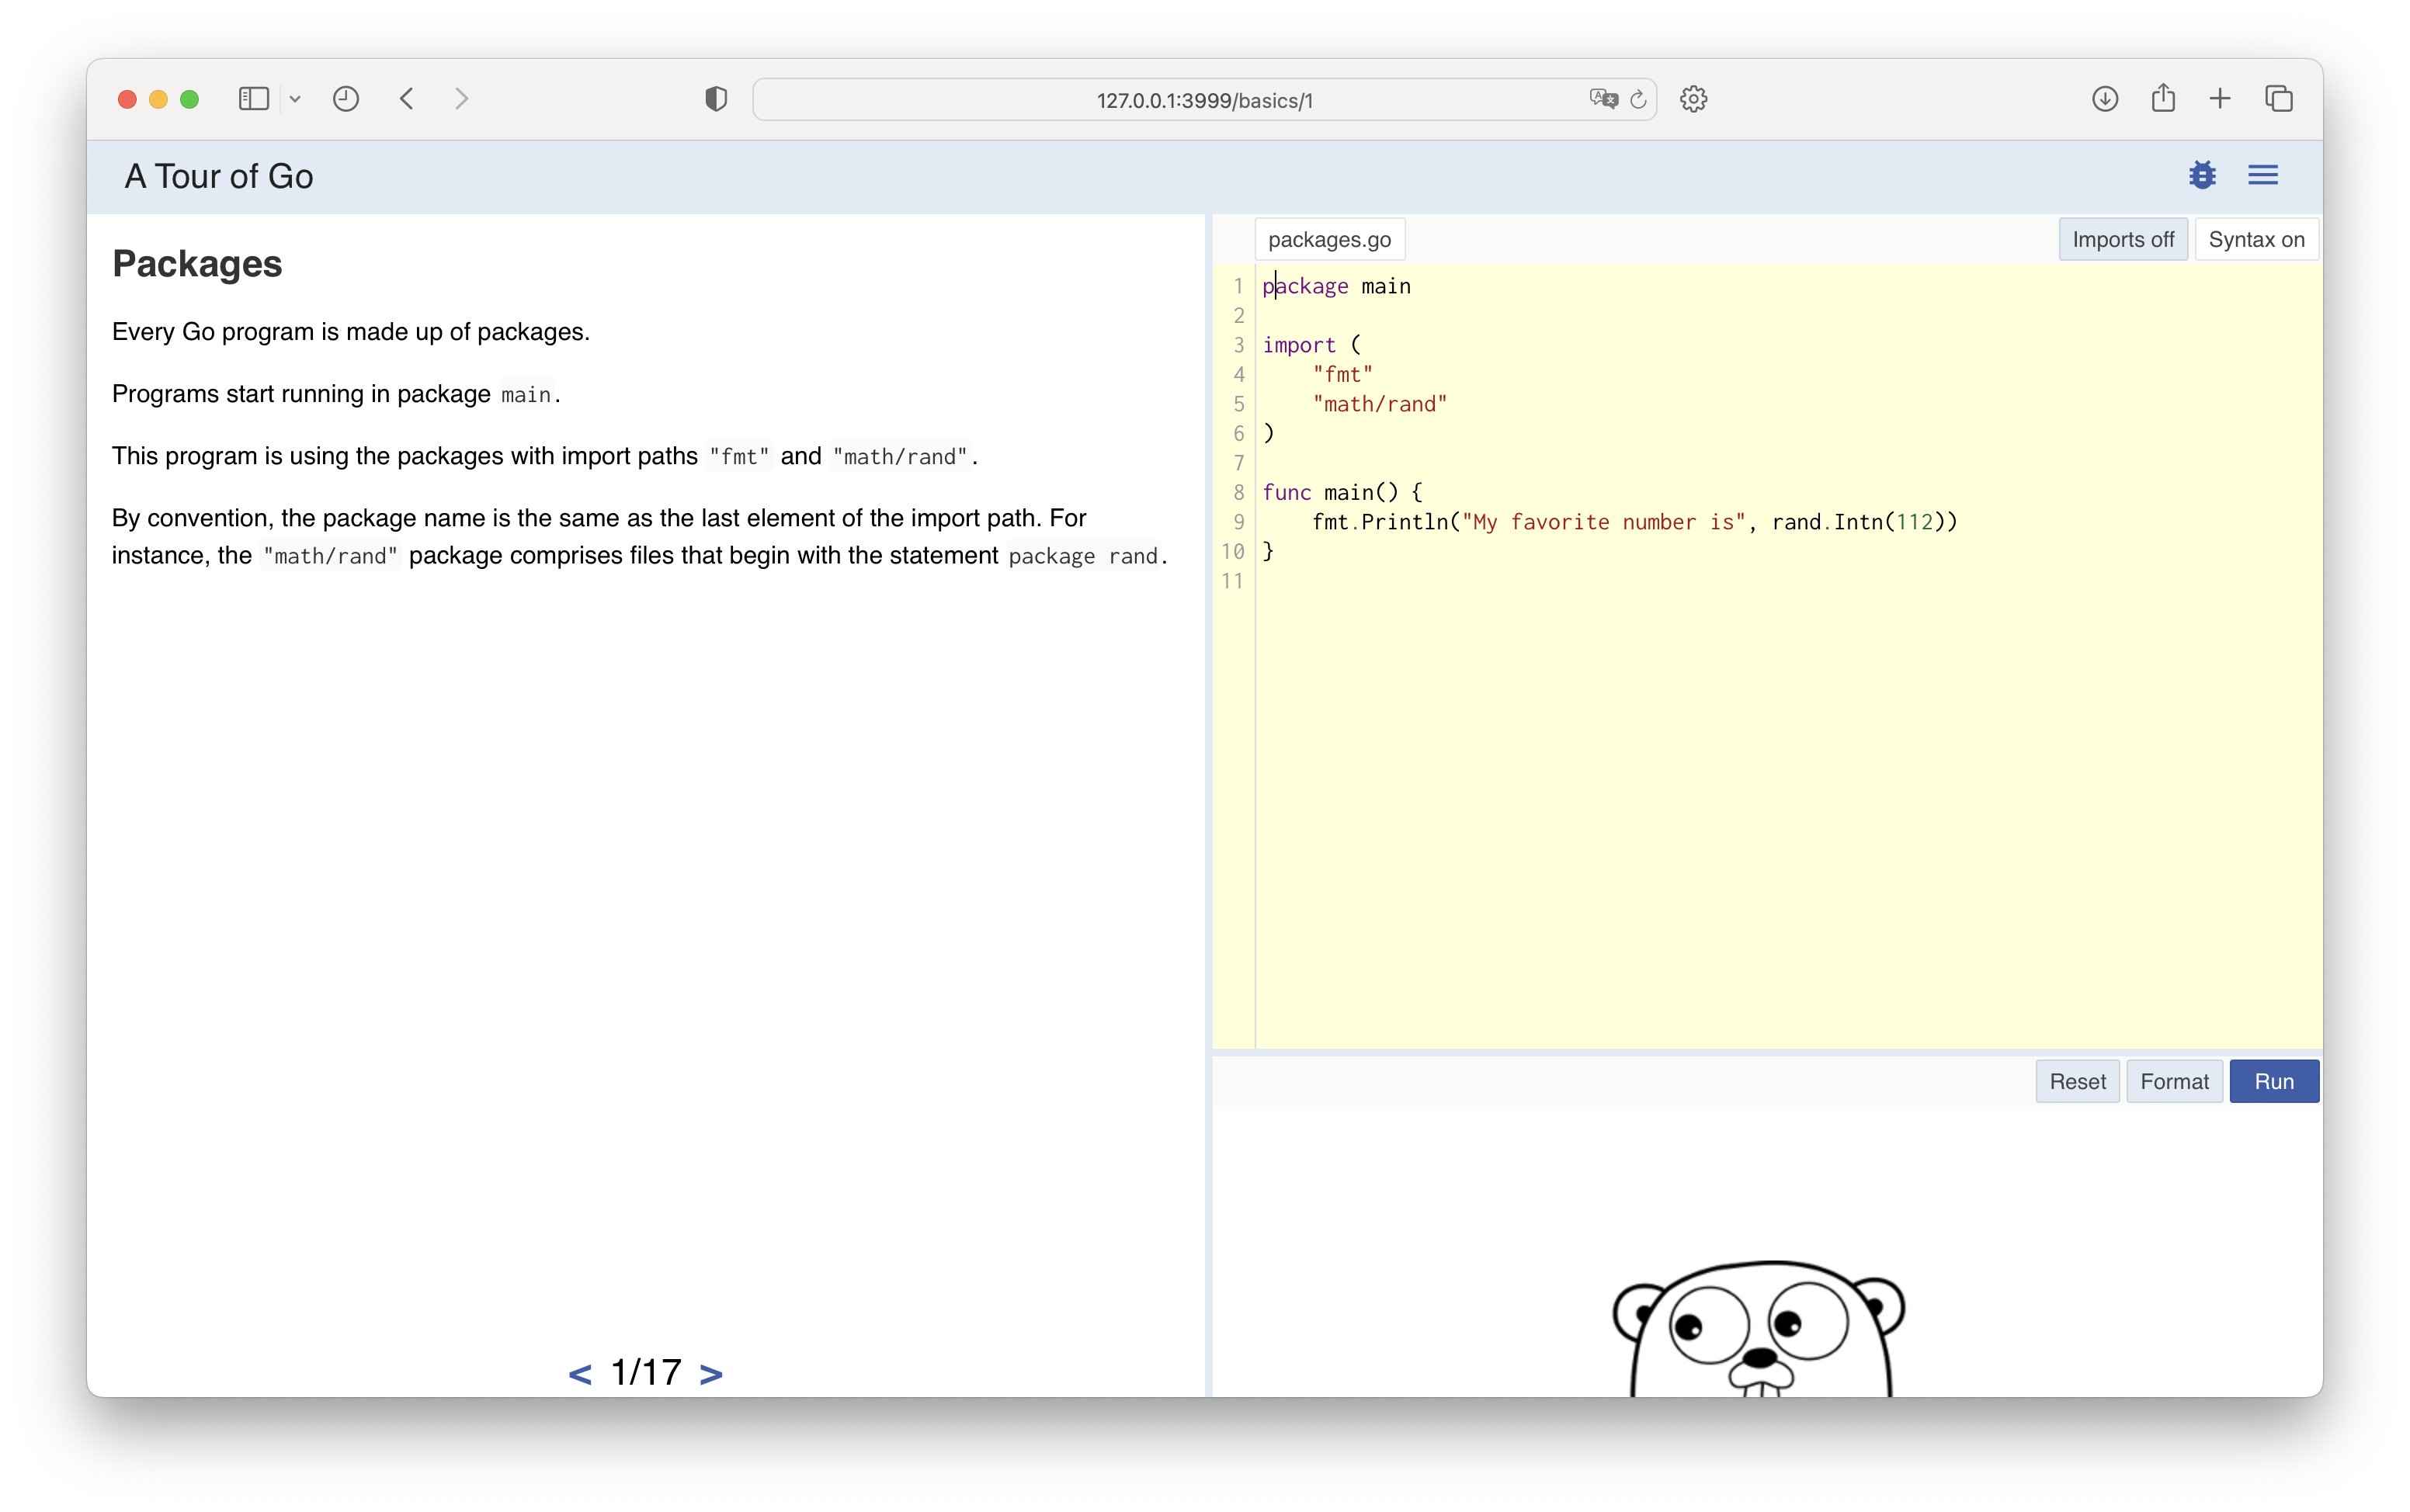 127.0.0.1:3999/basics/1
A Tour of Go
Packages
Every Go program is made up of packages.
Programs start running in package main.
This program is using the packages with import paths "fmt" and "math/rand".
By convention, the package name is the same as the last element of the import path. For
instance, the "math/rand" package comprises files that begin with the statement package rand.
< 1/17 >
packages.go
Imports off
Syntax on
1 package main
2
3 import (
4     "fmt"
5     "math/rand"
6 )
7
8 func main() {
9     fmt.Println("My favorite number is", rand.Intn(112))
10 }
11
Reset
Format
Run